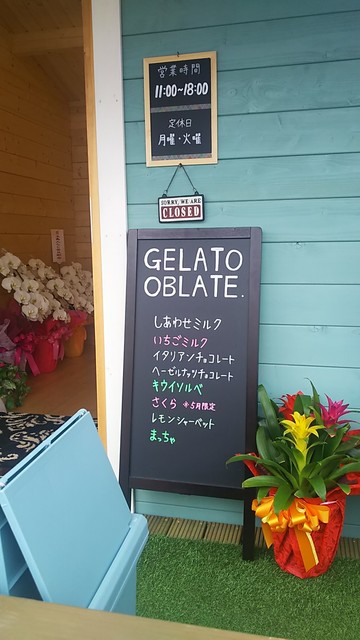 営業時間
11:00~18:00
定休日
月曜・火曜
SORRY, WE ARE
CLOSED
GELATO
OBLATE.
しあわせミルク
いちごミルク
イタリアンチョコレート
ヘーゼルナッツチョコレート
キウイソルベ
さくら ※5月限定
レモンシャーベット
まっちゃ